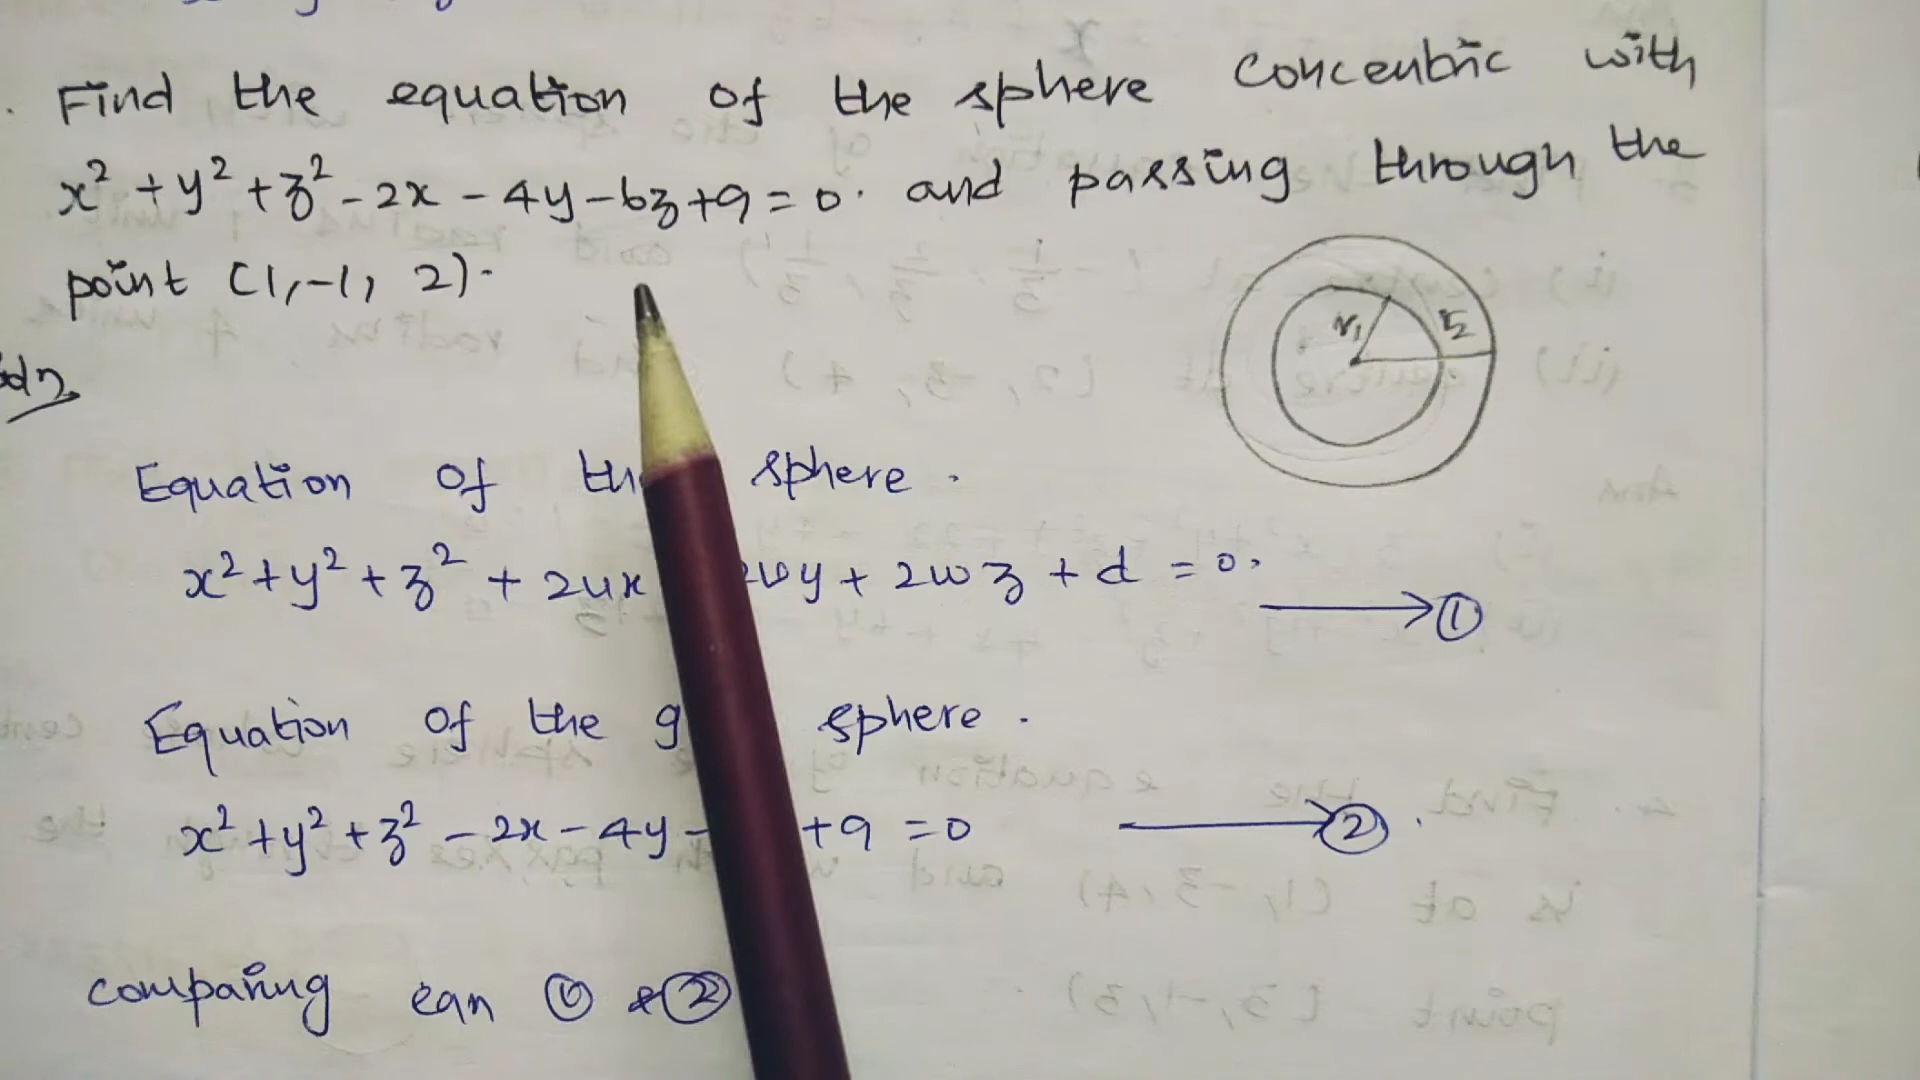 Find the equation of the sphere concentric with
x² + y² + z² - 2x - 4y - 6z + 9 = 0. and passing through the
point (1, -1, 2).
r₁ r₂
Equation of the sphere.
x² + y² + z² + 2ux 2vy + 2wz + d = 0. → ①
Equation of the g sphere.
x² + y² + z² - 2x - 4y - + 9 = 0 → ②.
comparing eqn ① & ②